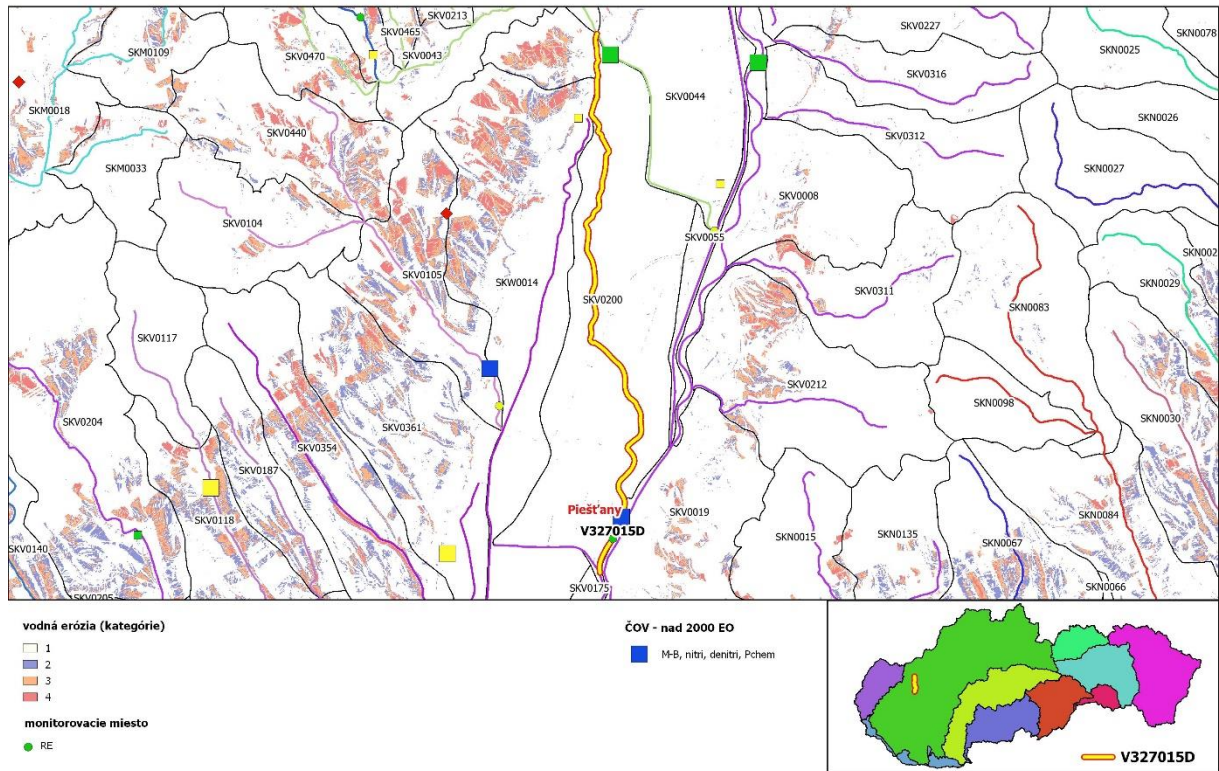 SKV0213
SKV0465
SKM0109
SKV0043
SKV0470
SKV0227
SKN0025
SKN0078
SKV0316
SKM0018
SKV0044
SKV0440
SKV0312
SKN0026
SKM0033
SKN0027
SKV0104
SKV0008
SKV0055
SKN002
SKV0105
SKW0014
SKN0029
SKV0311
SKV0200
SKN0083
SKV0117
SKV0212
SKN0098
SKV0204
SKV0361
SKN0030
SKV0354
SKV0187
Piešťany
SKV0019
SKN0084
SKV0118
V327015D
SKN0015
SKN0135
SKN0067
SKV0140
SKV0175
SKN0066
SKV0205
vodná erózia (kategórie)
1
2
3
4
monitorovacie miesto
RE
ČOV - nad 2000 EO
M-B, nitri, denitri, Pchem
V327015D